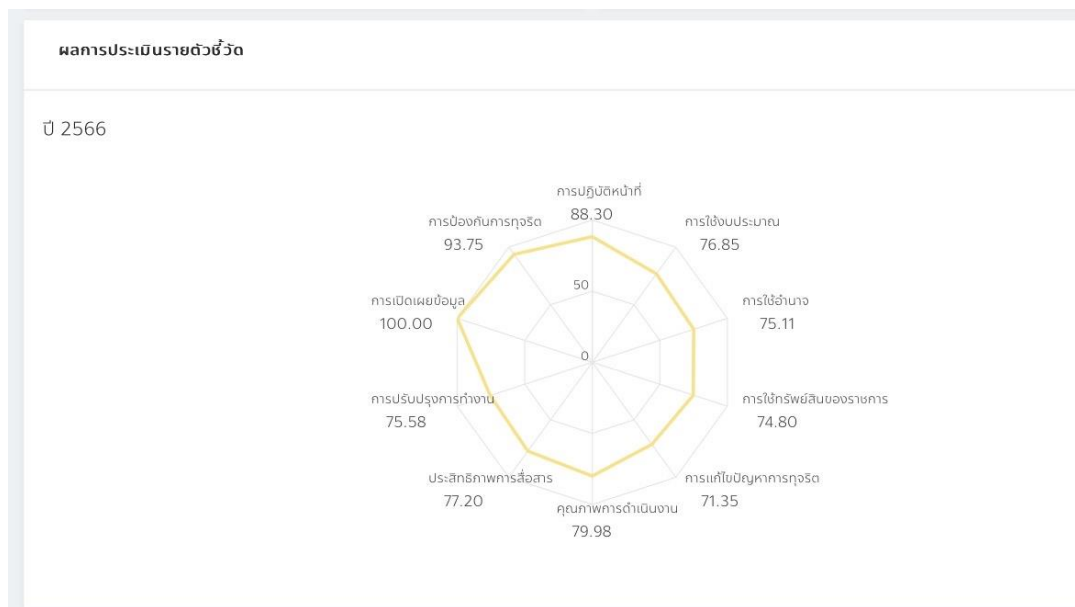 ผลการประเมินรายตัวชี้วัด
ปี 2566
การปฏิบัติหน้าที่
88.30
การป้องกันการทุจริต
93.75
การใช้งบประมาณ
76.85
50
การเปิดเผยข้อมูล
100.00
การใช้อำนาจ
75.11
0
การปรับปรุงการทำงาน
75.58
การใช้ทรัพย์สินของราชการ
74.80
ประสิทธิภาพการสื่อสาร
77.20
การแก้ไขปัญหาการทุจริต
71.35
คุณภาพการดำเนินงาน
79.98